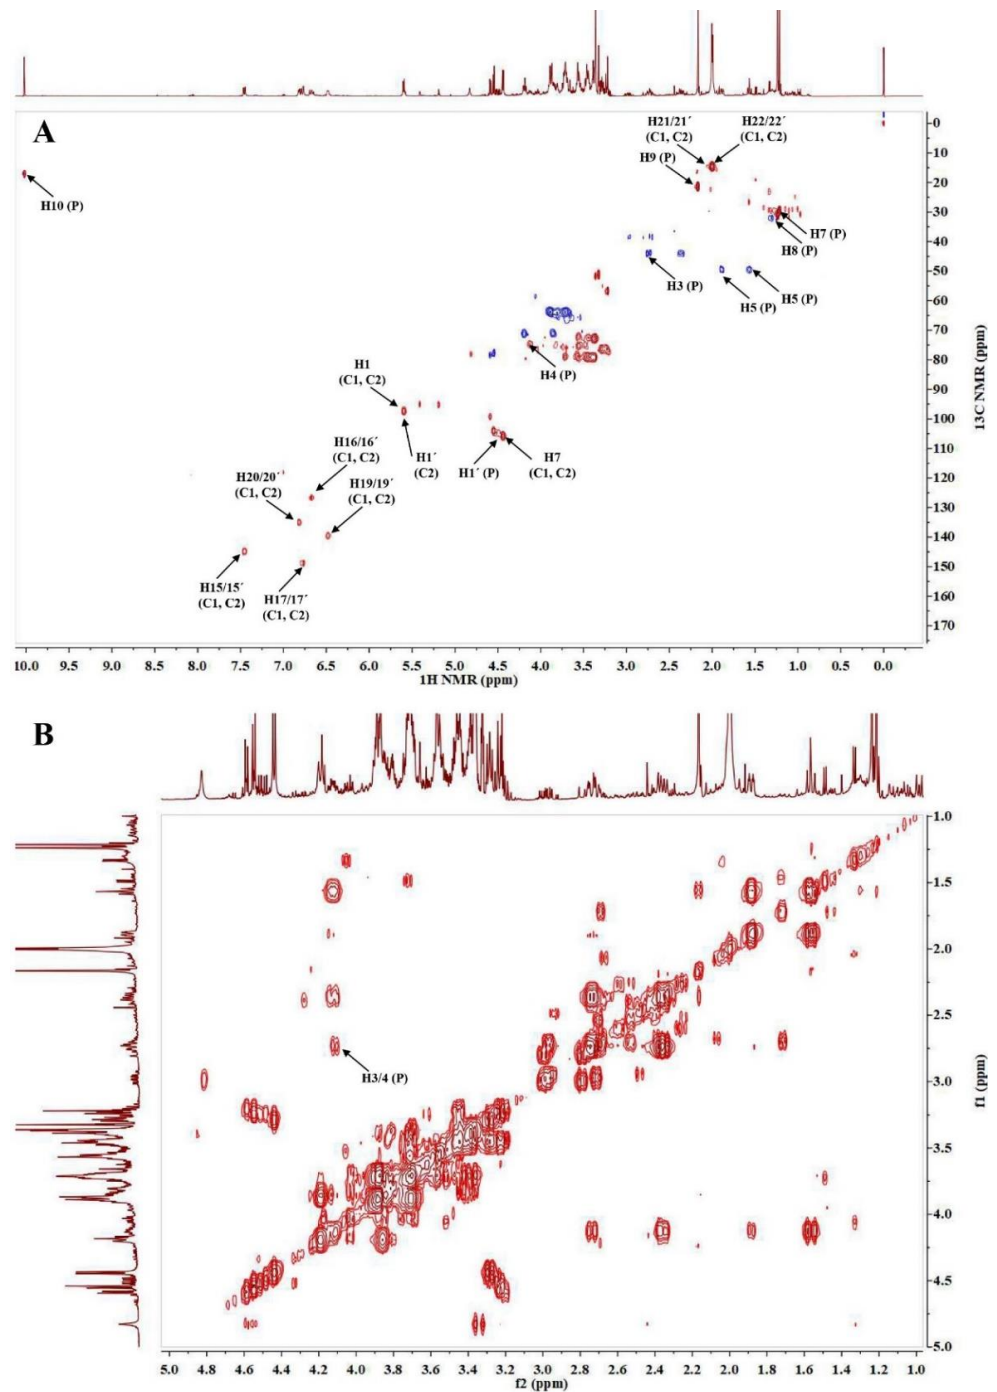 A
H21/21´
(C1, C2)
H22/22´
(C1, C2)
H9 (P)
H10 (P)
H7 (P)
H8 (P)
H3 (P)
H5 (P)
H5 (P)
H4 (P)
H1
(C1, C2)
H1´
(C2)
H1´ (P)
H7
(C1, C2)
H16/16´
(C1, C2)
H20/20´
(C1, C2)
H19/19´
(C1, C2)
H15/15´
(C1, C2)
H17/17´
(C1, C2)
0
10
20
30
40
50
60
70
80
90
100
110
120
130
140
150
160
170
13C NMR (ppm)
10.0 9.5 9.0 8.5 8.0 7.5 7.0 6.5 6.0 5.5 5.0 4.5 4.0 3.5 3.0 2.5 2.0 1.5 1.0 0.5 0.0
1H NMR (ppm)
B
H3/4 (P)
1.0
1.5
2.0
2.5
3.0
3.5
4.0
4.5
5.0
f1 (ppm)
5.0 4.8 4.6 4.4 4.2 4.0 3.8 3.6 3.4 3.2 3.0 2.8 2.6 2.4 2.2 2.0 1.8 1.6 1.4 1.2 1.0
f2 (ppm)